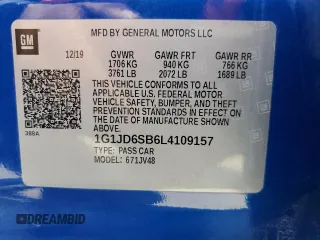 GM
MFD BY GENERAL MOTORS LLC
12/19 GVWR GAWR FRT GAWR RR
1706 KG 940 KG 766 KG
3761 LB 2072 LB 1689 LB
THIS VEHICLE CONFORMS TO ALL
APPLICABLE U.S. FEDERAL MOTOR
VEHICLE SAFETY, BUMPER, AND THEFT
PREVENTION STANDARDS IN EFFECT ON
THE DATE OF MANUFACTURE SHOWN
ABOVE.
388A
1G1JD6SB6L4109157
TYPE: PASS CAR
MODEL: 671JV48
DREAMBID